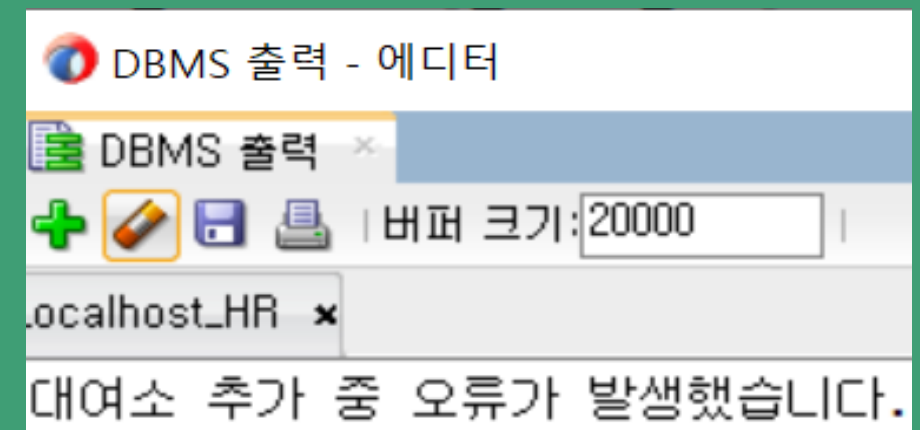 DBMS 출력 - 에디터
DBMS 출력
버퍼 크기:20000
Localhost_HR
대여소 추가 중 오류가 발생했습니다.